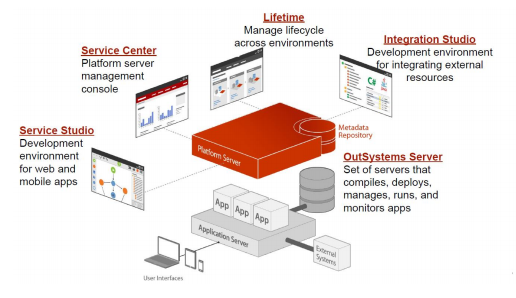 Lifetime
Manage lifecycle
across environments
Service Center
Platform server
management
console
Integration Studio
Development environment
for integrating external
resources
C#
Service Studio
Development
environment
for web and
mobile apps
Platform Server
Metadata
Repository
OutSystems Server
Set of servers that
compiles, deploys,
manages, runs, and
monitors apps
App
App
App
Application Server
External
Systems
User Interfaces